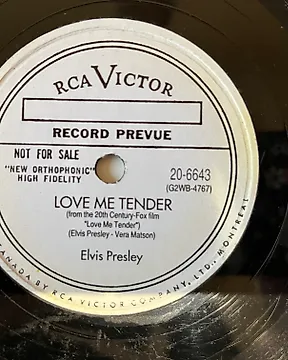 RCA VICTOR
RECORD PREVUE
NOT FOR SALE
"NEW ORTHOPHONIC"
HIGH FIDELITY
20-6643
(G2WB-4767)
LOVE ME TENDER
(from the 20th Century-Fox film
"Love Me Tender")
(Elvis Presley - Vera Matson)
Elvis Presley
CANADA BY RCA VICTOR COMPANY, LTD., MONTREAL